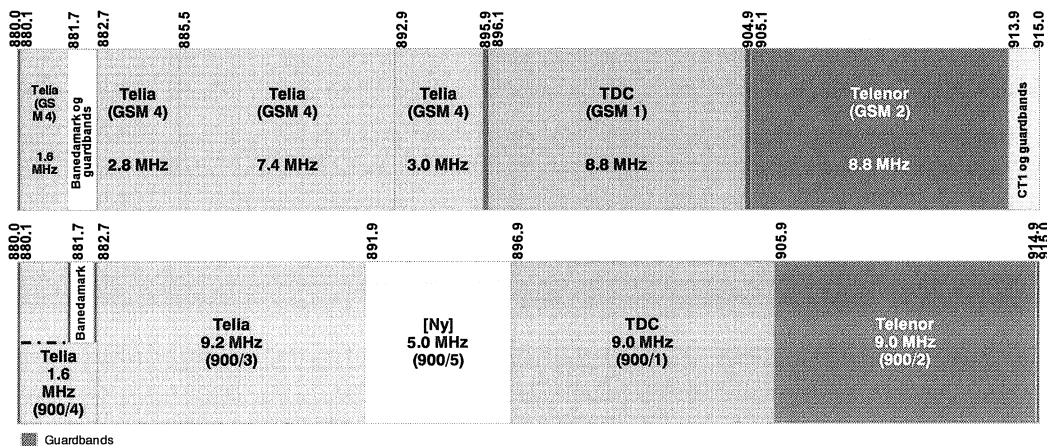 880.0
880.1
881.7
882.7
885.5
892.9
895.9
896.1
904.9
905.1
913.9
915.0
Telia
(GS
M 4)
1.6
MHz
Banedamark og
guardbands
Telia
(GSM 4)
2.8 MHz
Telia
(GSM 4)
7.4 MHz
Telia
(GSM 4)
3.0 MHz
TDC
(GSM 1)
8.8 MHz
Telenor
(GSM 2)
8.8 MHz
CT1 og guardbands
880.0
880.1
881.7
882.7
891.9
896.9
905.9
914.9
915.0
Banedamark
Telia
1.6
MHz
(900/4)
Telia
9.2 MHz
(900/3)
[Ny]
5.0 MHz
(900/5)
TDC
9.0 MHz
(900/1)
Telenor
9.0 MHz
(900/2)
Guardbands